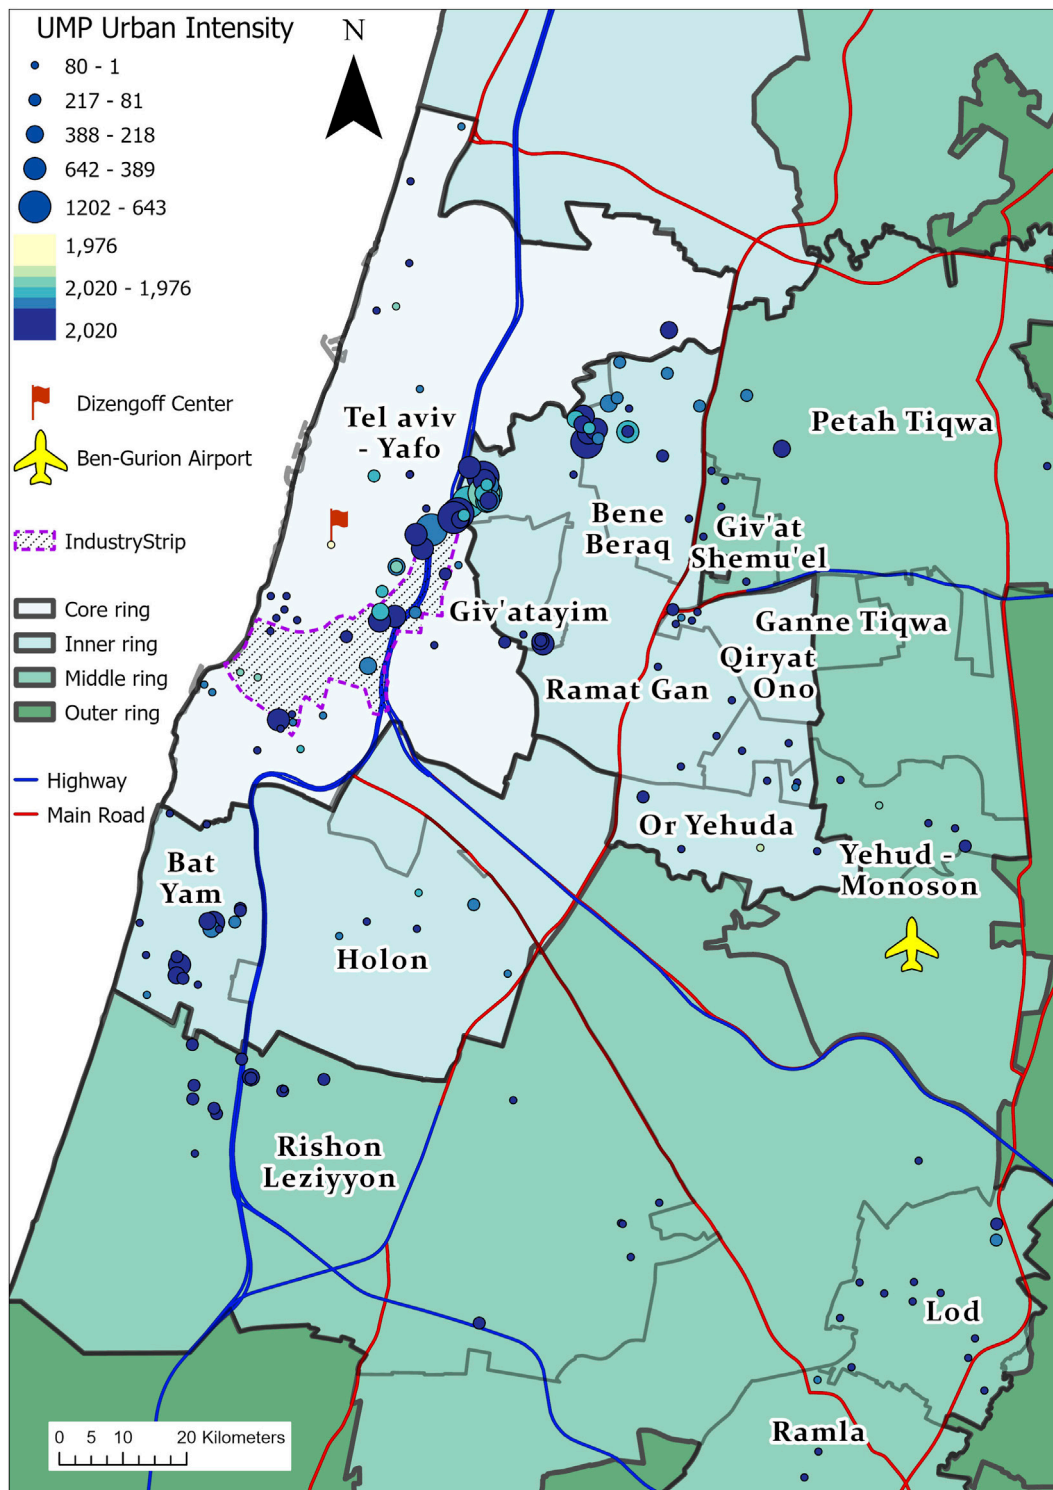 UMP Urban Intensity
N
80 - 1
217 - 81
388 - 218
642 - 389
1202 - 643
1,976
2,020 - 1,976
2,020
Dizengoff Center
Ben-Gurion Airport
IndustryStrip
Core ring
Inner ring
Middle ring
Outer ring
Highway
Main Road
Tel aviv
- Yafo
Petah Tiqwa
Bene
Beraq
Giv'at
Shemu'el
Giv'atayim
Ganne Tiqwa
Qiryat
Ono
Ramat Gan
Or Yehuda
Yehud -
Monoson
Bat
Yam
Holon
Rishon
Leziyyon
Lod
Ramla
0 5 10 20 Kilometers